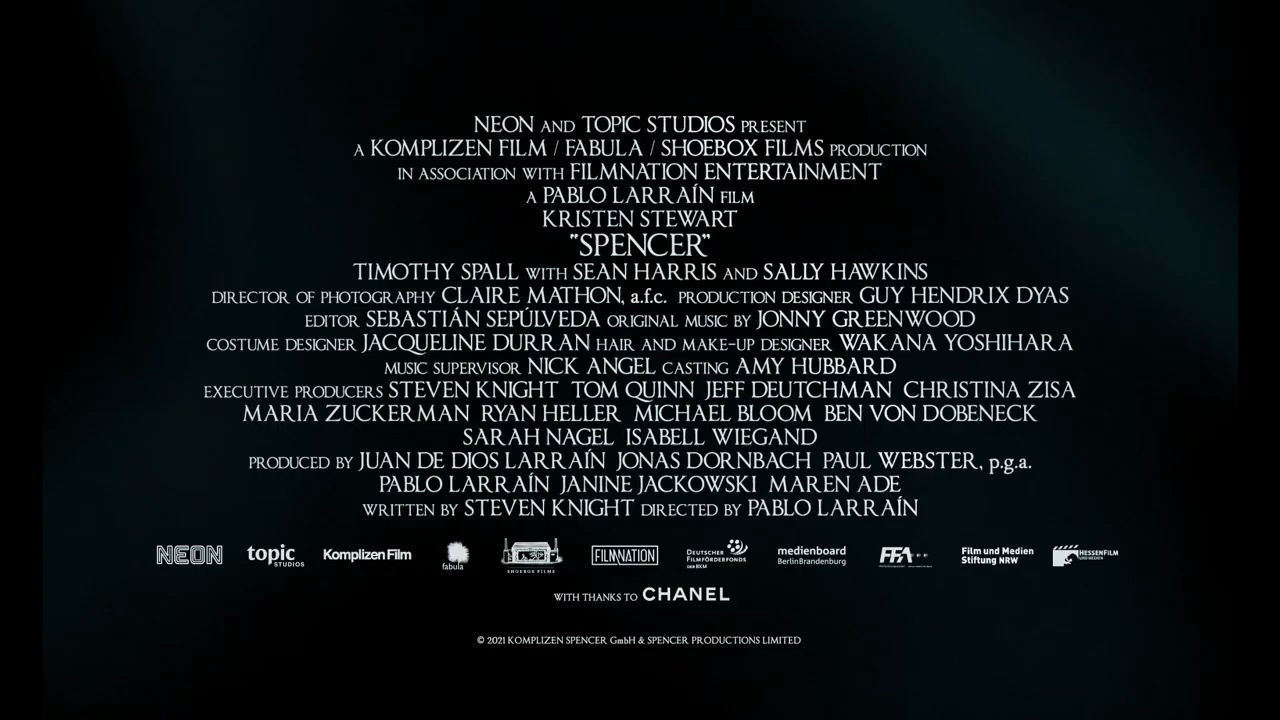 NEON AND TOPIC STUDIOS PRESENT
A KOMPLIZEN FILM / FABULA / SHOEBOX FILMS PRODUCTION
IN ASSOCIATION WITH FILMNATION ENTERTAINMENT
A PABLO LARRAÍN FILM
KRISTEN STEWART
"SPENCER"
TIMOTHY SPALL WITH SEAN HARRIS AND SALLY HAWKINS
DIRECTOR OF PHOTOGRAPHY CLAIRE MATHON, a.f.c. PRODUCTION DESIGNER GUY HENDRIX DYAS
EDITOR SEBASTIÁN SEPÚLVEDA ORIGINAL MUSIC BY JONNY GREENWOOD
COSTUME DESIGNER JACQUELINE DURRAN HAIR AND MAKE-UP DESIGNER WAKANA YOSHIHARA
MUSIC SUPERVISOR NICK ANGEL CASTING AMY HUBBARD
EXECUTIVE PRODUCERS STEVEN KNIGHT TOM QUINN JEFF DEUTCHMAN CHRISTINA ZISA
MARIA ZUCKERMAN RYAN HELLER MICHAEL BLOOM BEN VON DOBENECK
SARAH NAGEL ISABELL WIEGAND
PRODUCED BY JUAN DE DIOS LARRAÍN JONAS DORNBACH PAUL WEBSTER, p.g.a.
PABLO LARRAÍN JANINE JACKOWSKI MAREN ADE
WRITTEN BY STEVEN KNIGHT DIRECTED BY PABLO LARRAÍN
NEON
topic
STUDIOS
Komplizen Film
fabula
SHOEBOX FILMS
FILMNATION
DEUTSCHER
FILMFÖRDERFONDS
DER BKM
medienboard
BerlinBrandenburg
FFA
Film und Medien
Stiftung NRW
HESSENFILM
UND MEDIEN
WITH THANKS TO CHANEL
© 2021 KOMPLIZEN SPENCER GmbH & SPENCER PRODUCTIONS LIMITED